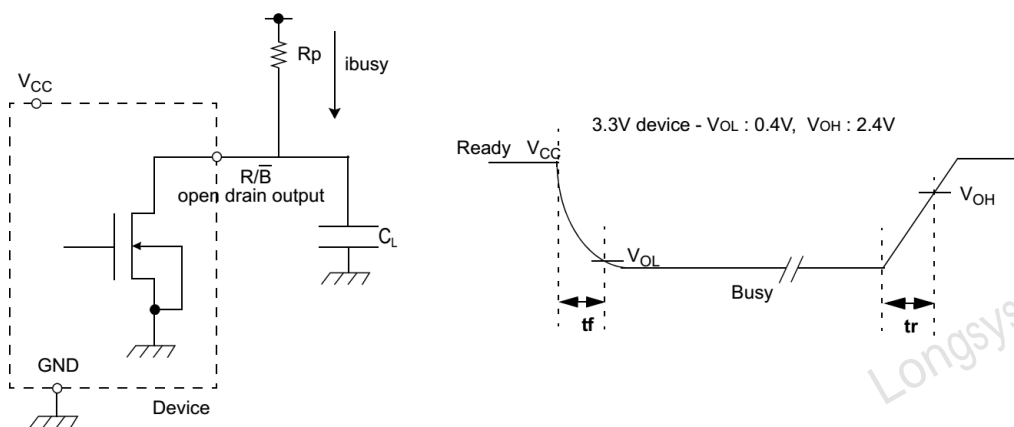 Rp
ibusy
VCC
R/B̅
open drain output
CL
GND
Device
3.3V device - VOL : 0.4V, VOH : 2.4V
Ready VCC
VOH
VOL
Busy
tf
tr
Longsys